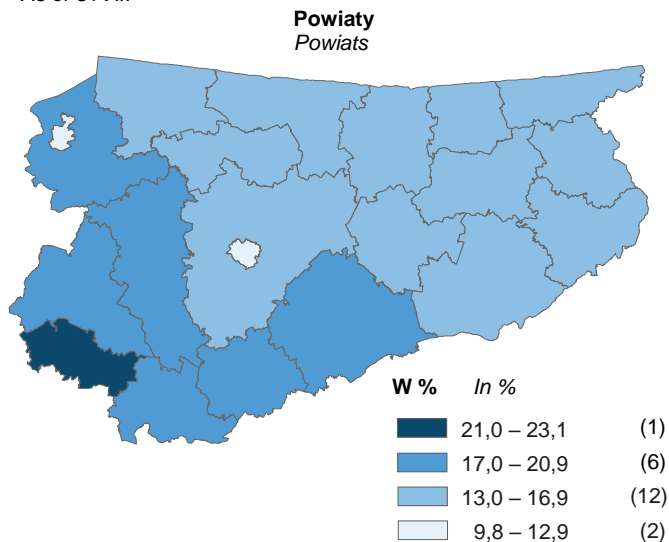 Powiaty
Powiats
W % In %
21,0 – 23,1 (1)
17,0 – 20,9 (6)
13,0 – 16,9 (12)
9,8 – 12,9 (2)